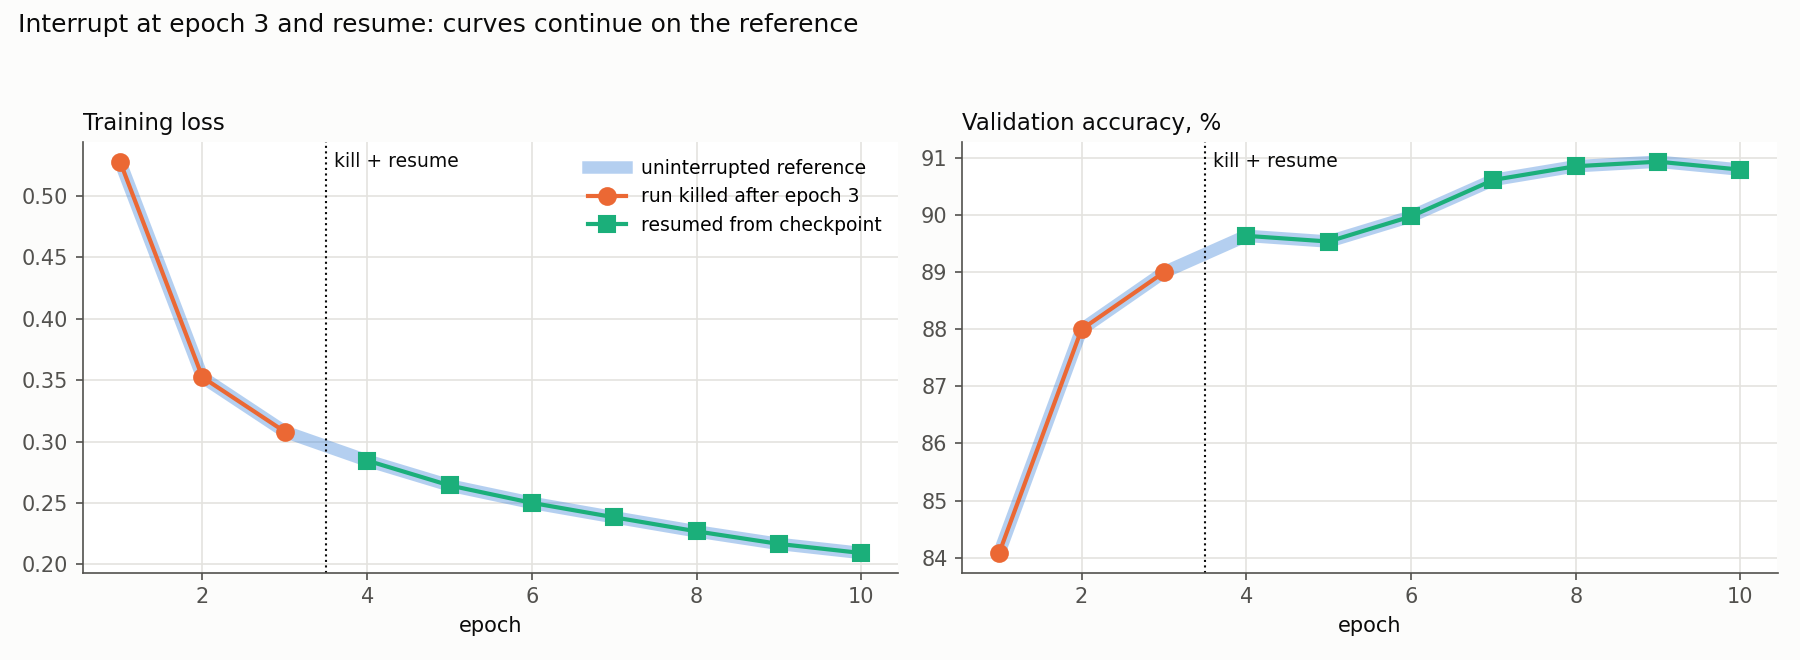 Interrupt at epoch 3 and resume: curves continue on the reference
Training loss
kill + resume
uninterrupted reference
run killed after epoch 3
resumed from checkpoint
0.50
0.45
0.40
0.35
0.30
0.25
0.20
2 4 6 8 10
epoch
Validation accuracy, %
kill + resume
91
90
89
88
87
86
85
84
2 4 6 8 10
epoch